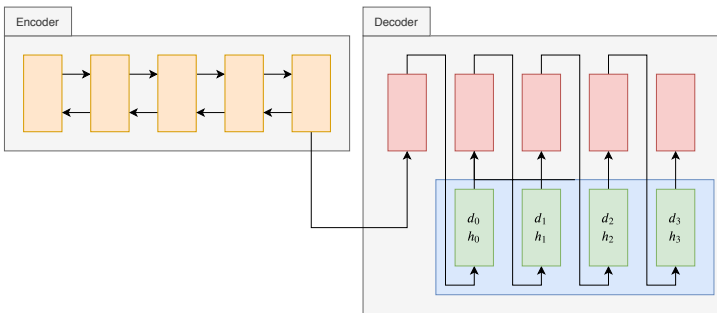 Encoder
Decoder
d₀
h₀
d₁
h₁
d₂
h₂
d₃
h₃